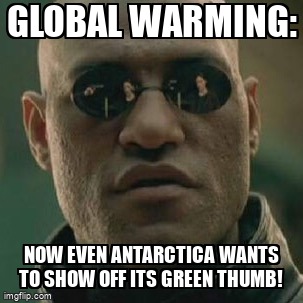 GLOBAL WARMING:
NOW EVEN ANTARCTICA WANTS
TO SHOW OFF ITS GREEN THUMB!
imgflip.com